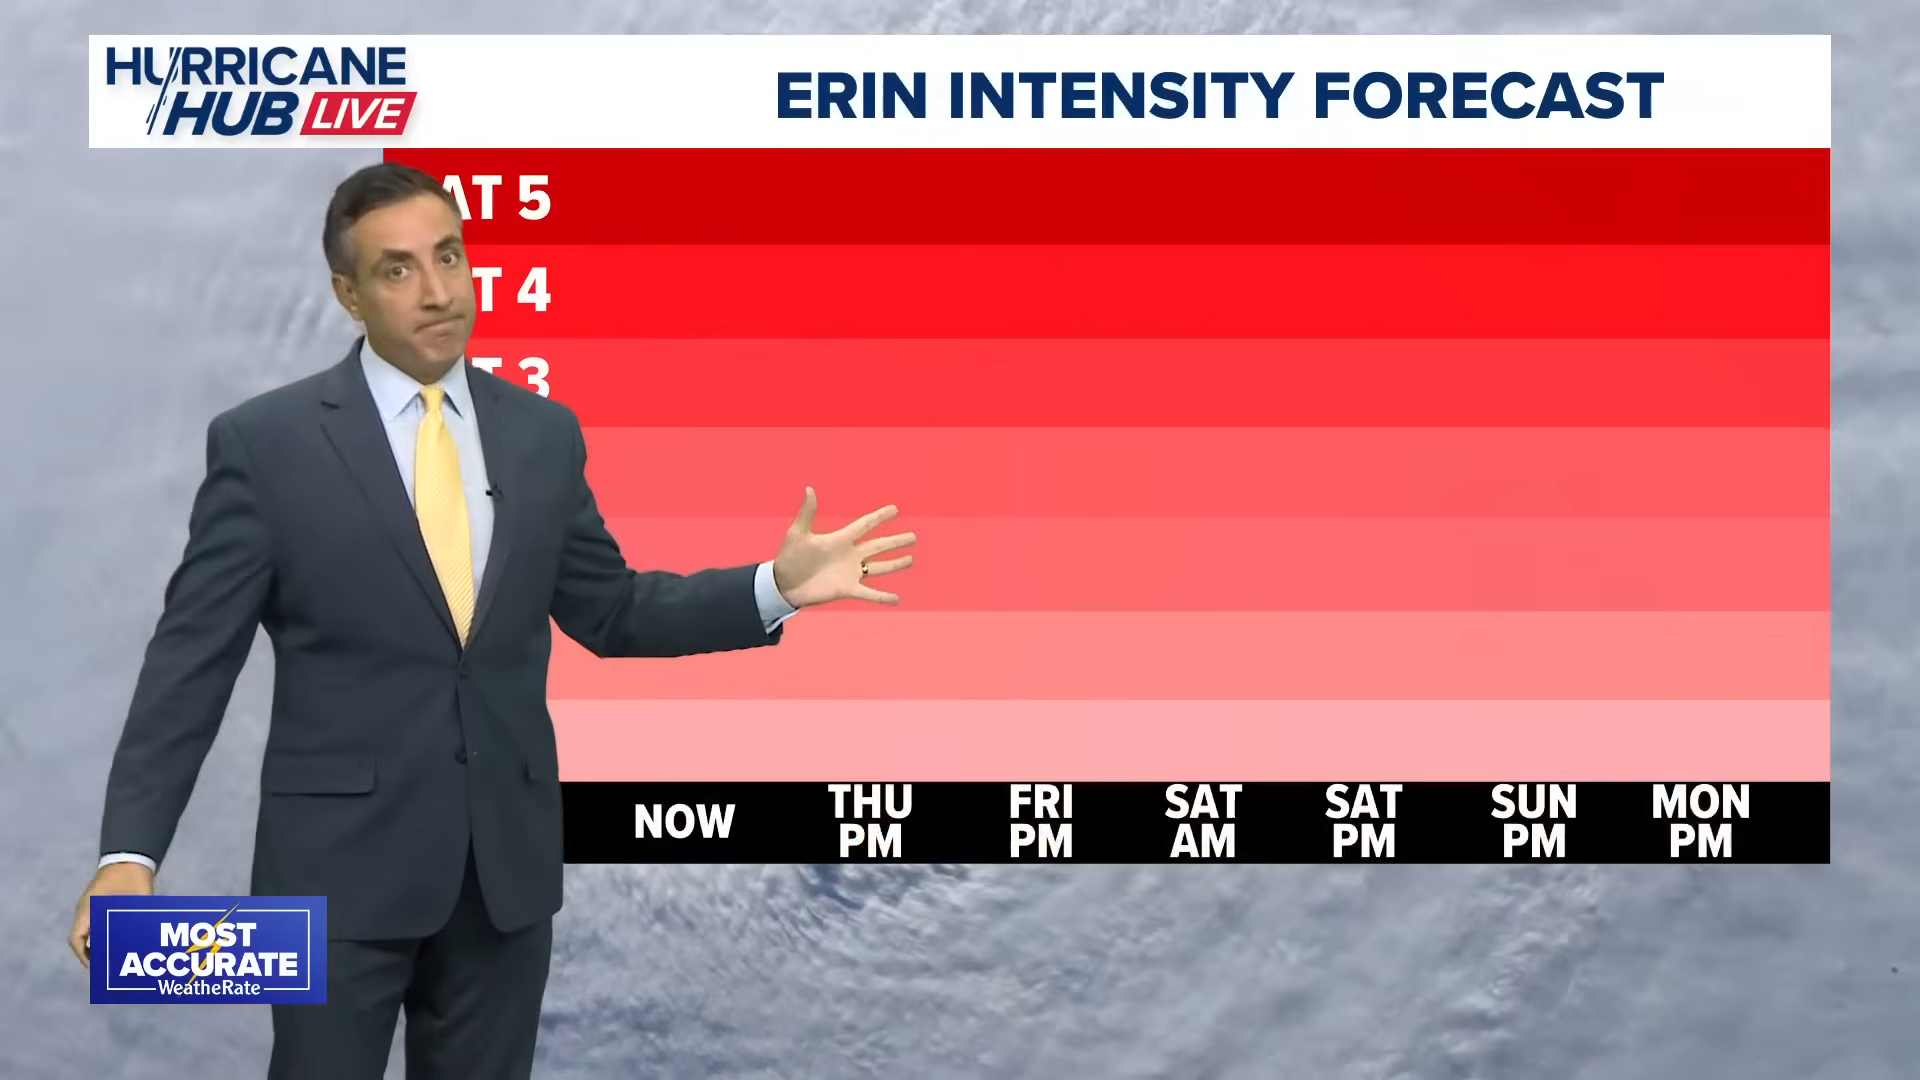 HURRICANE
HUB LIVE
ERIN INTENSITY FORECAST
AT 5
T 4
T 3
NOW
THU PM
FRI PM
SAT AM
SAT PM
SUN PM
MON PM
MOST
ACCURATE
WeatheRate